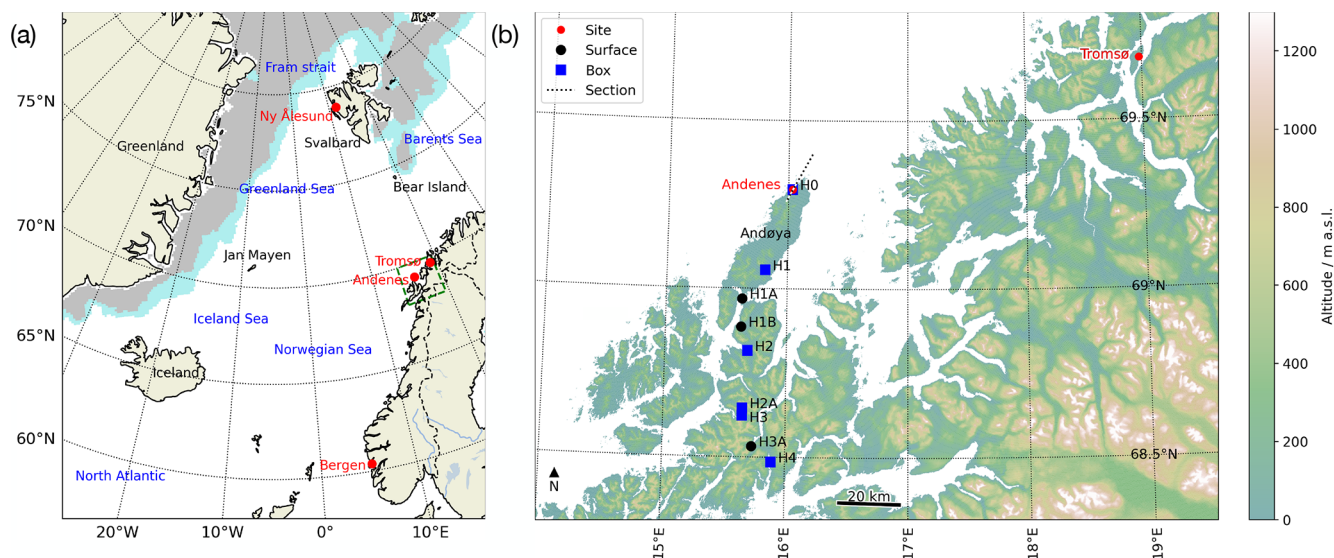 (a)
75°N
70°N
65°N
60°N
20°W
10°W
0°
10°E
Fram strait
Ny Ålesund
Svalbard
Barents Sea
Greenland
Greenland Sea
Bear Island
Jan Mayen
Tromsø
Andenes
Iceland Sea
Norwegian Sea
Iceland
Bergen
North Atlantic
(b)
Site
Surface
Box
Section
Tromsø
69.5°N
Andenes
H0
Andøya
H1
69°N
H1A
H1B
H2
H2A
H3
H3A
H4
68.5°N
N
20 km
15°E
16°E
17°E
18°E
19°E
1200
1000
800
600
400
200
0
Altitude / m a.s.l.